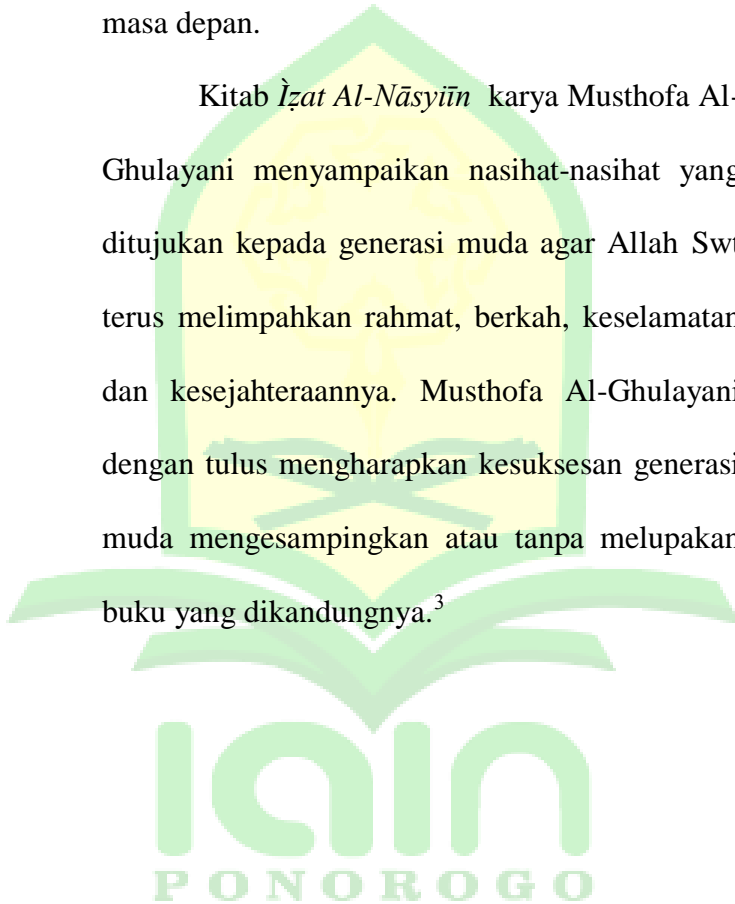 masa depan.
Kitab Ìẓat Al-Nāsyiīn karya Musthofa Al-
Ghulayani menyampaikan nasihat-nasihat yang
ditujukan kepada generasi muda agar Allah Swt
terus melimpahkan rahmat, berkah, keselamatan
dan kesejahteraannya. Musthofa Al-Ghulayani
dengan tulus mengharapkan kesuksesan generasi
muda mengesampingkan atau tanpa melupakan
buku yang dikandungnya.³
IAIN
PONOROGO